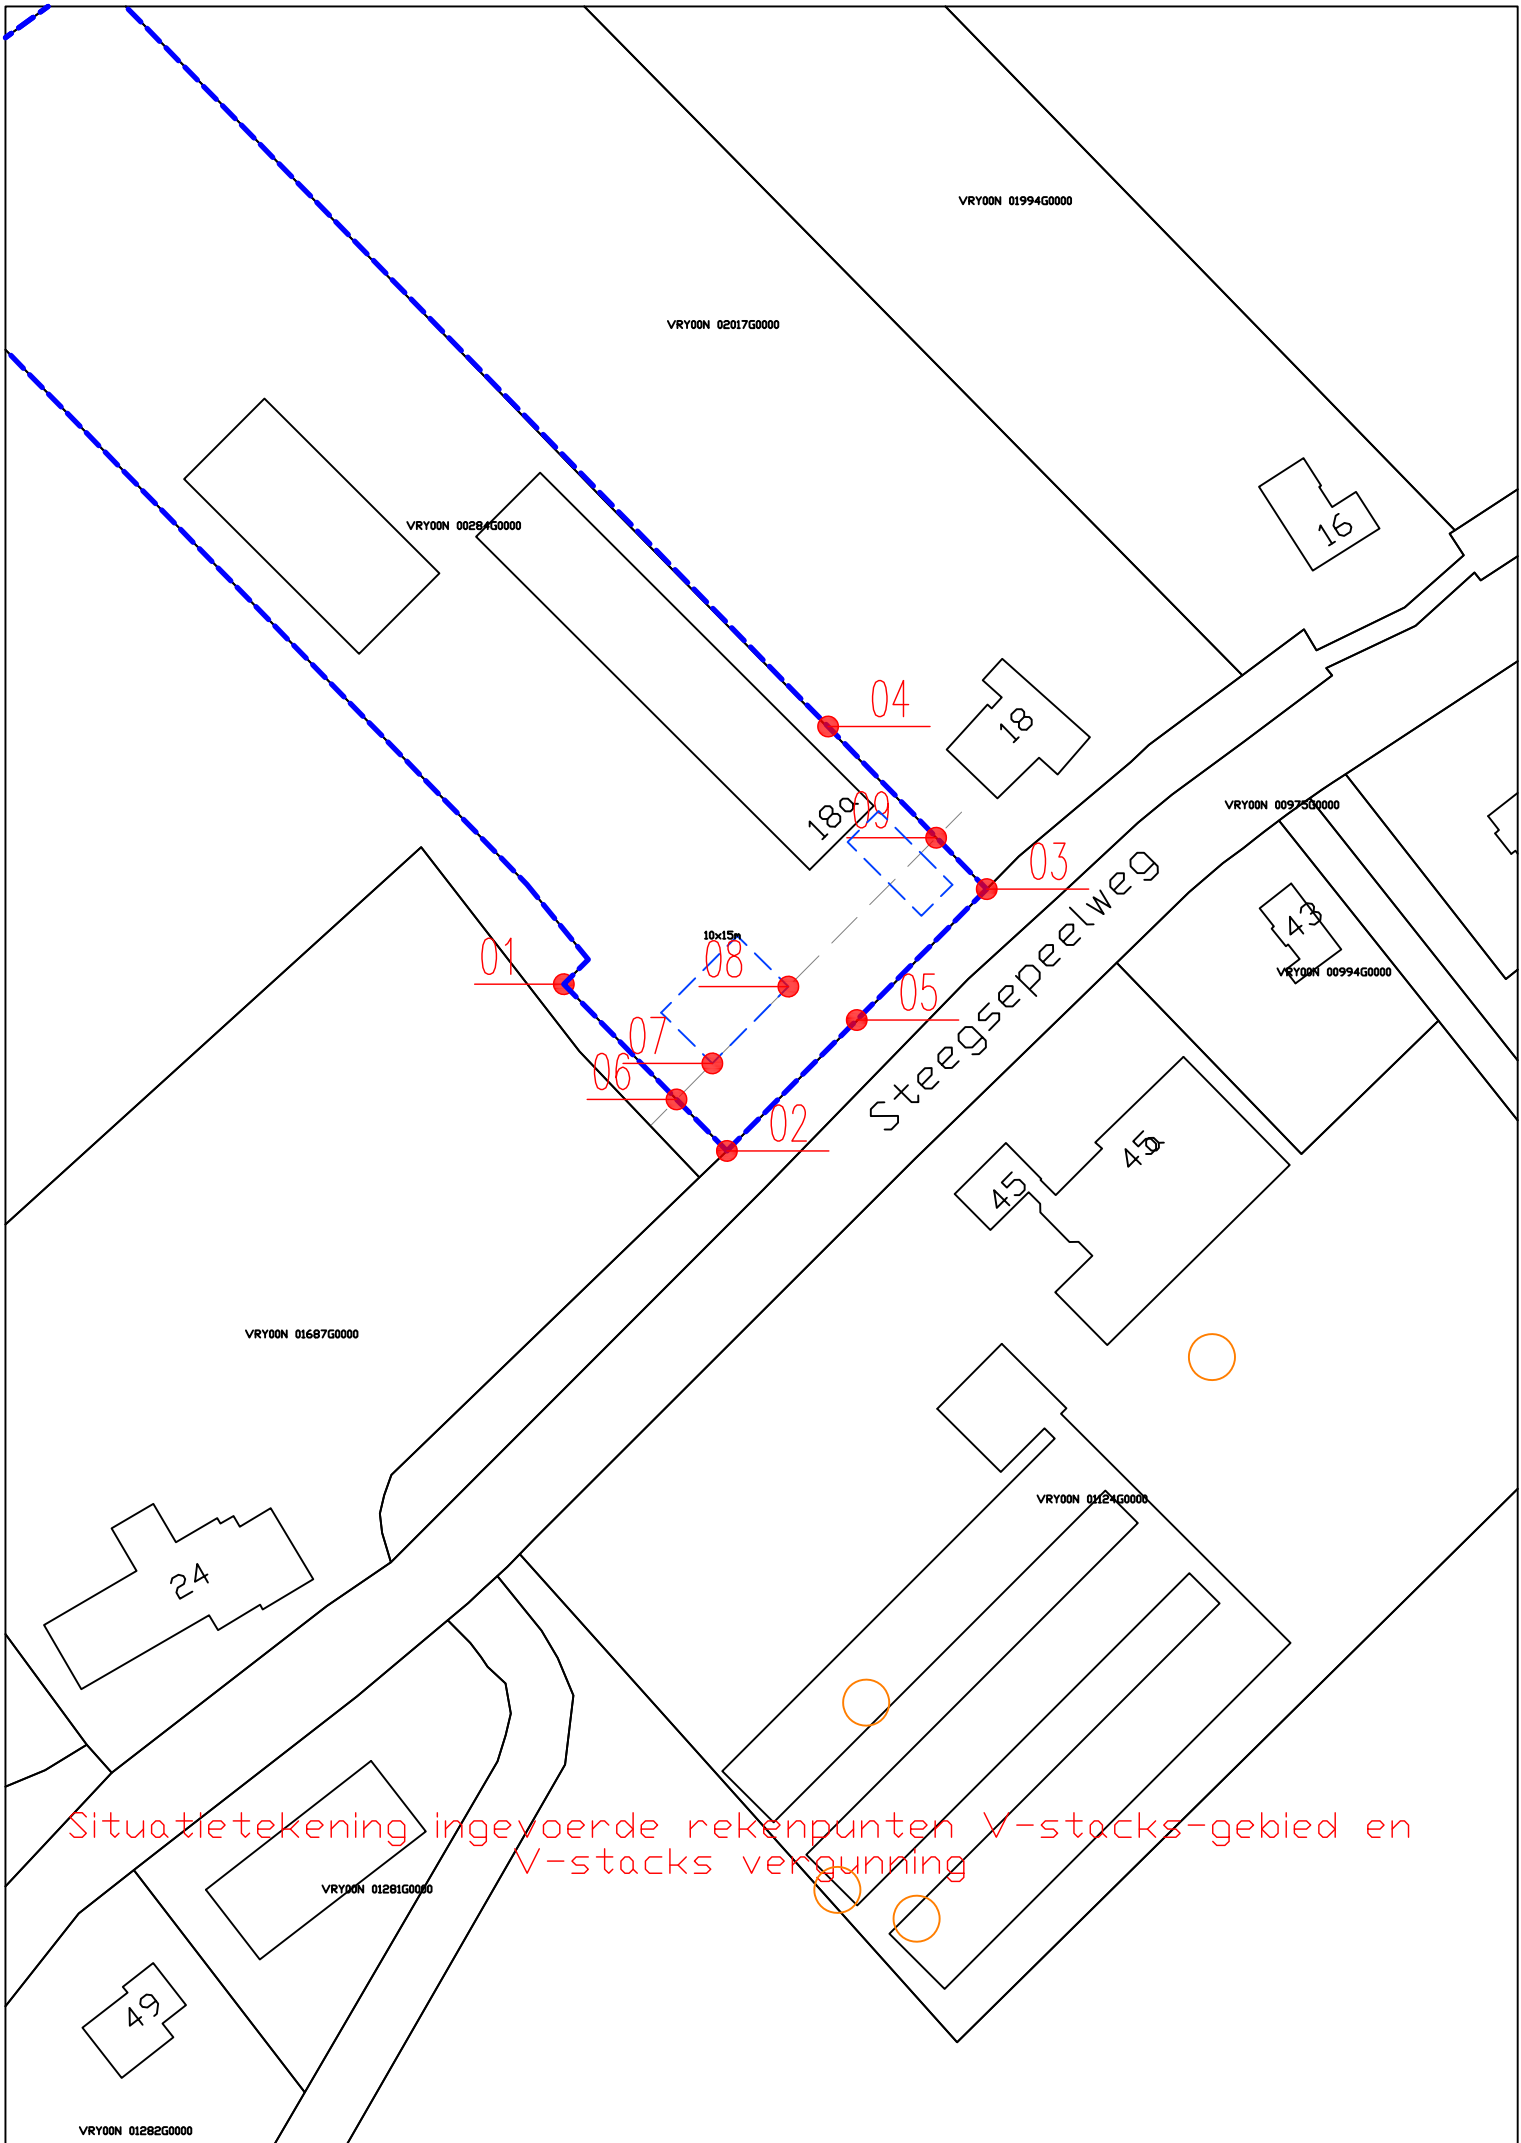 VRY00N 01994G0000
VRY00N 02017G0000
VRY00N 00284G0000
16
04
18
18a
09
VRY00N 00975G0000
03
43
10x15m
01
08
VRY00N 00994G0000
05
07
06
Steegsepeelweg
02
45a
45
VRY00N 01687G0000
VRY00N 01124G0000
24
Situatietekening ingevoerde rekenpunten V-stacks-gebied en
V-stacks vergunning
VRY00N 01281G0000
49
VRY00N 01282G0000